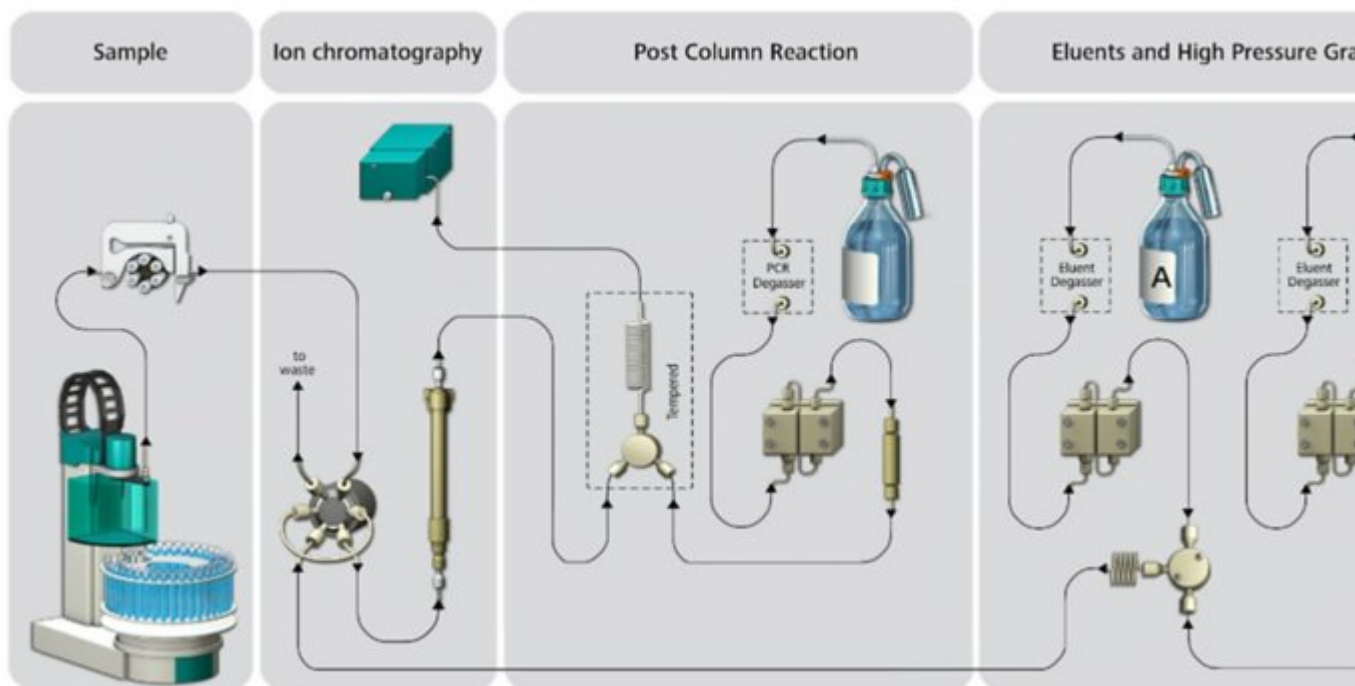 Sample
Ion chromatography
Post Column Reaction
Eluents and High Pressure Gra
to
waste
Tempered
PCR
Degasser
Eluent
Degasser
A
Eluent
Degasser